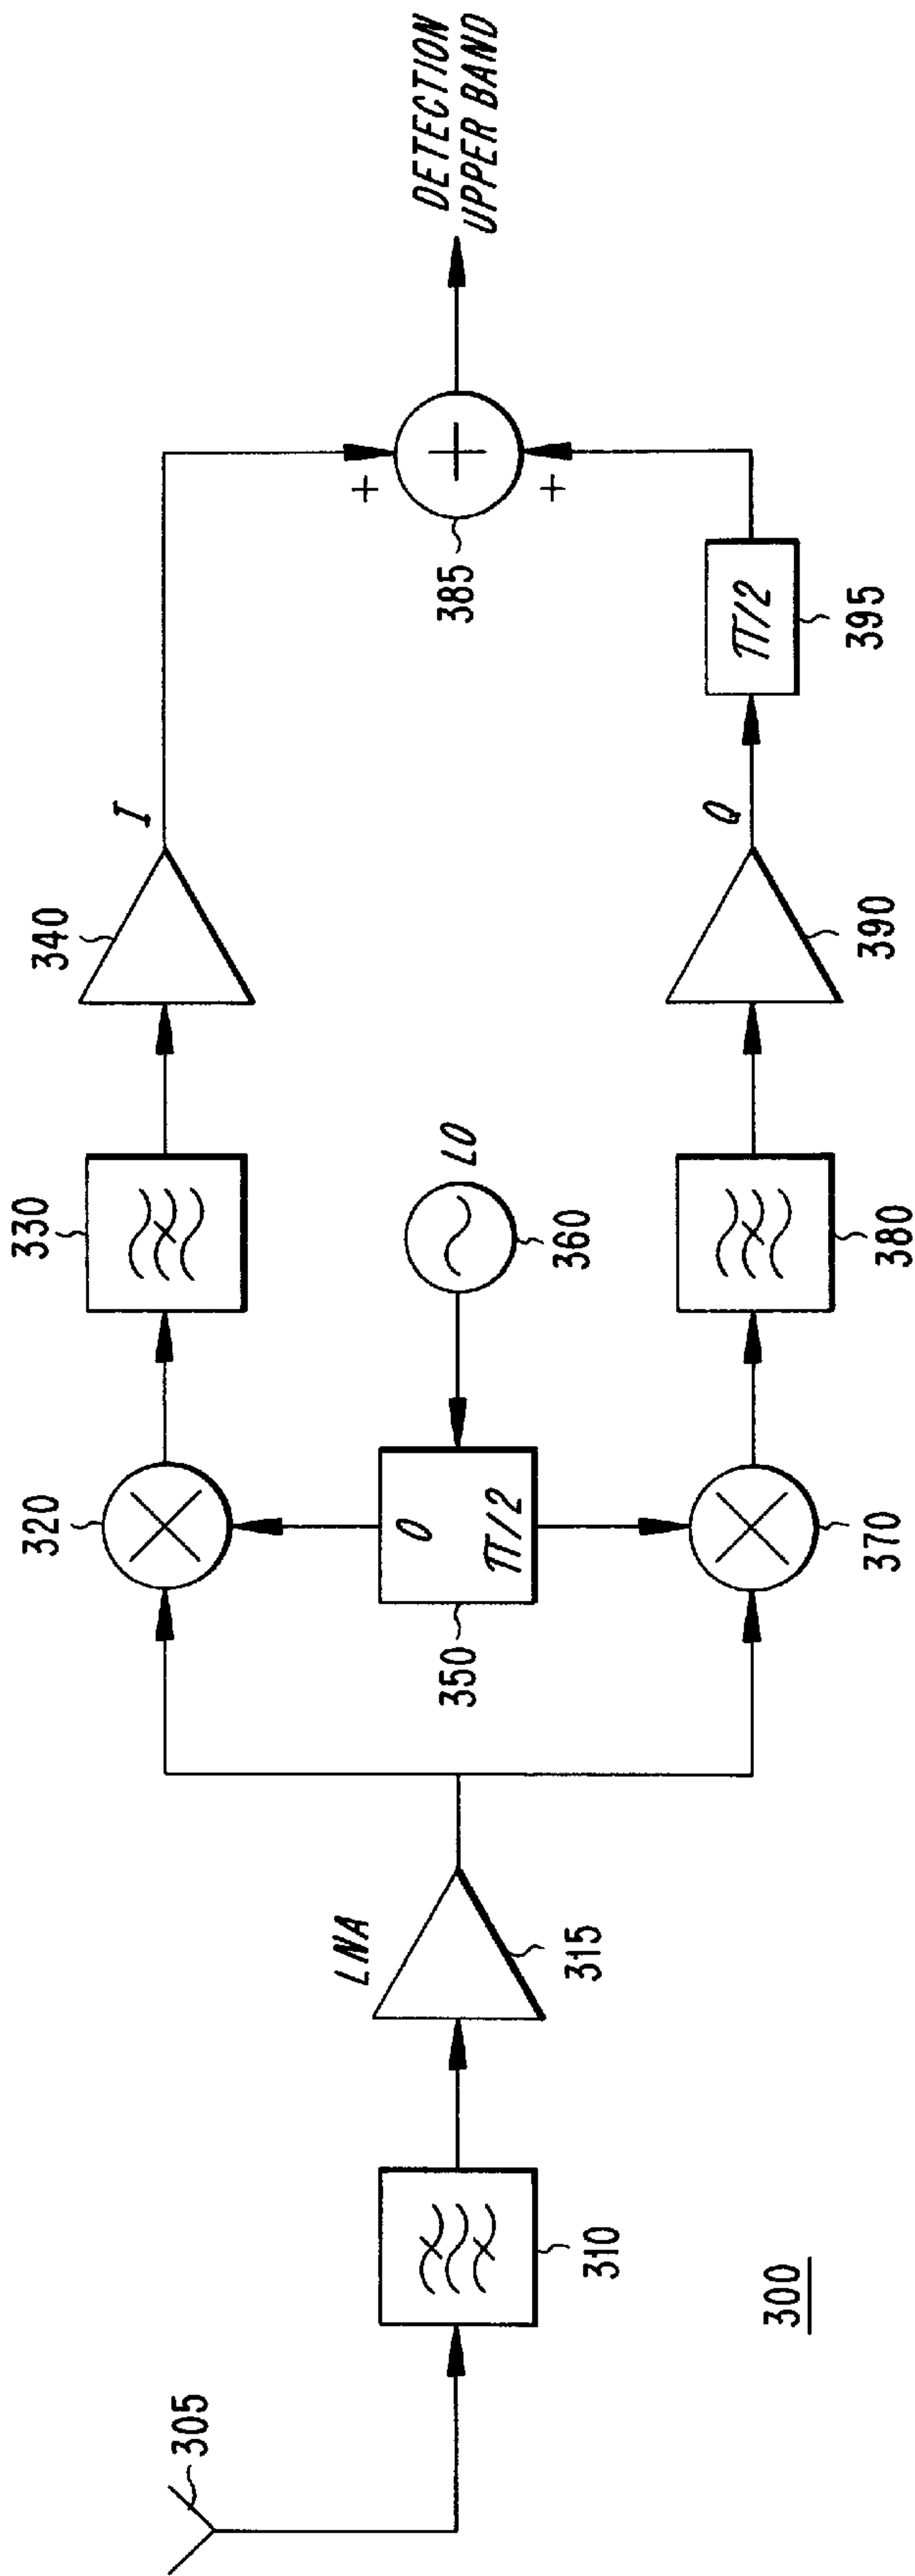 305
310
LNA
315
320
330
340
I
350
0
π/2
360
LO
370
380
390
Q
π/2
395
+
+
385
DETECTION
UPPER BAND
300